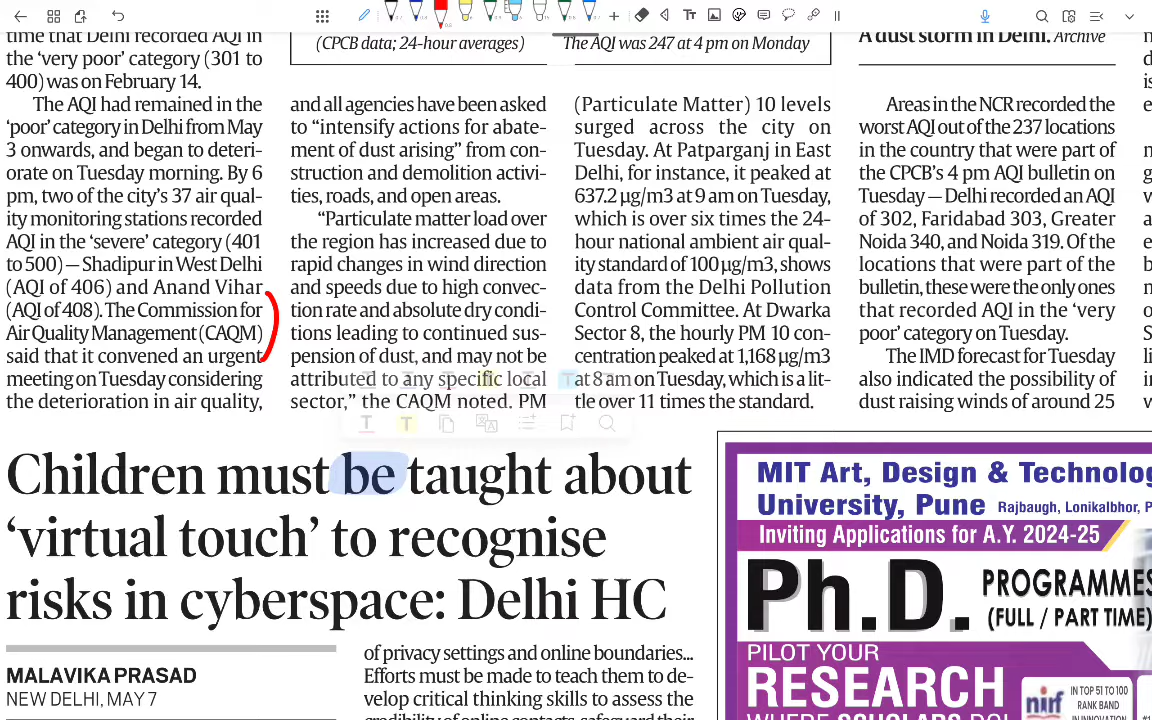 time that Delhi recorded AQI in
the ‘very poor’ category (301 to
400) was on February 14.
The AQI had remained in the
‘poor’ category in Delhi from May
3 onwards, and began to deteri-
orate on Tuesday morning. By 6
pm, two of the city’s 37 air qual-
ity monitoring stations recorded
AQI in the ‘severe’ category (401
to 500) — Shadipur in West Delhi
(AQI of 406) and Anand Vihar
(AQI of 408). The Commission for
Air Quality Management (CAQM)
said that it convened an urgent
meeting on Tuesday considering
the deterioration in air quality,
(CPCB data; 24-hour averages)
and all agencies have been asked
to “intensify actions for abate-
ment of dust arising” from con-
struction and demolition activi-
ties, roads, and open areas.
“Particulate matter load over
the region has increased due to
rapid changes in wind direction
and speeds due to high convec-
tion rate and absolute dry condi-
tions leading to continued sus-
pension of dust, and may not be
attributed to any specific local
sector,” the CAQM noted. PM
The AQI was 247 at 4 pm on Monday
(Particulate Matter) 10 levels
surged across the city on
Tuesday. At Patparganj in East
Delhi, for instance, it peaked at
637.2 µg/m3 at 9 am on Tuesday,
which is over six times the 24-
hour national ambient air qual-
ity standard of 100 µg/m3, shows
data from the Delhi Pollution
Control Committee. At Dwarka
Sector 8, the hourly PM 10 con-
centration peaked at 1,168 µg/m3
at 8 am on Tuesday, which is a lit-
tle over 11 times the standard.
A dust storm in Delhi. Archive
Areas in the NCR recorded the
worst AQI out of the 237 locations
in the country that were part of
the CPCB’s 4 pm AQI bulletin on
Tuesday — Delhi recorded an AQI
of 302, Faridabad 303, Greater
Noida 340, and Noida 319. Of the
locations that were part of the
bulletin, these were the only ones
that recorded AQI in the ‘very
poor’ category on Tuesday.
The IMD forecast for Tuesday
also indicated the possibility of
dust raising winds of around 25
Children must be taught about
‘virtual touch’ to recognise
risks in cyberspace: Delhi HC
MALAVIKA PRASAD
NEW DELHI, MAY 7
of privacy settings and online boundaries...
Efforts must be made to teach them to de-
velop critical thinking skills to assess the
credibility of online contacts, safeguard their
MIT Art, Design & Technolog
University, Pune Rajbaugh, Lonikalbhor, P
Inviting Applications for A.Y. 2024-25
Ph.D. PROGRAMMES
(FULL / PART TIME)
PILOT YOUR
RESEARCH
nirf IN TOP 51 TO 100
RANK BAND